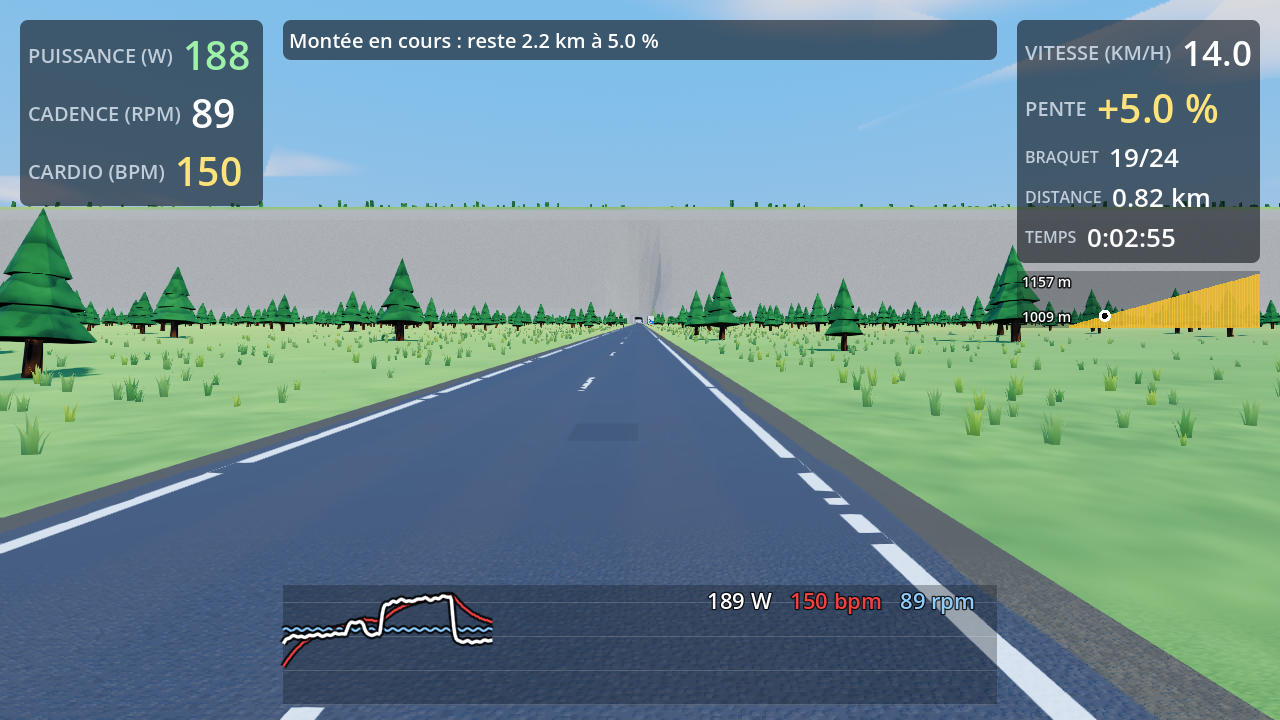 PUISSANCE (W) 188
CADENCE (RPM) 89
CARDIO (BPM) 150
Montée en cours : reste 2.2 km à 5.0 %
VITESSE (KM/H) 14.0
PENTE +5.0 %
BRAQUET 19/24
DISTANCE 0.82 km
TEMPS 0:02:55
1157 m
1009 m
189 W 150 bpm 89 rpm